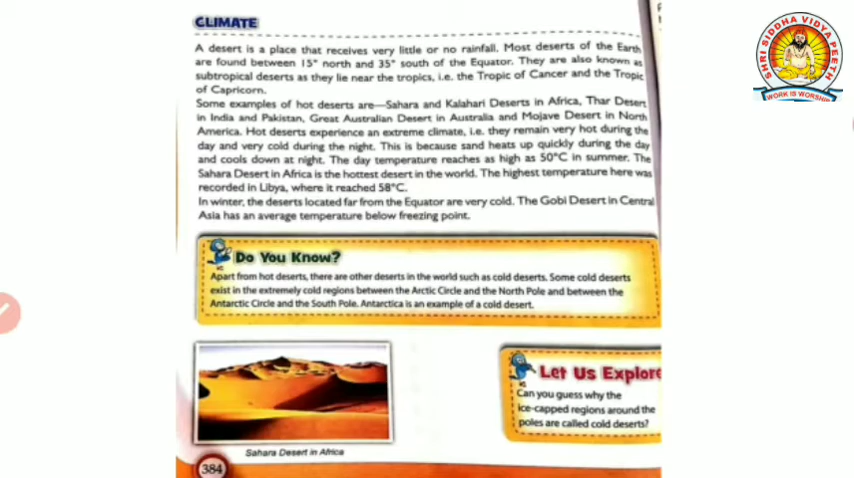 CLIMATE
A desert is a place that receives very little or no rainfall. Most deserts of the Earth
are found between 15° north and 35° south of the Equator. They are also known as
subtropical deserts as they lie near the tropics, i.e. the Tropic of Cancer and the Tropic
of Capricorn.
Some examples of hot deserts are—Sahara and Kalahari Deserts in Africa, Thar Desert
in India and Pakistan, Great Australian Desert in Australia and Mojave Desert in North
America. Hot deserts experience an extreme climate, i.e. they remain very hot during the
day and very cold during the night. This is because sand heats up quickly during the day
and cools down at night. The day temperature reaches as high as 50°C in summer. The
Sahara Desert in Africa is the hottest desert in the world. The highest temperature here was
recorded in Libya, where it reached 58°C.
In winter, the deserts located far from the Equator are very cold. The Gobi Desert in Central
Asia has an average temperature below freezing point.
Do You Know?
Apart from hot deserts, there are other deserts in the world such as cold deserts. Some cold deserts
exist in the extremely cold regions between the Arctic Circle and the North Pole and between the
Antarctic Circle and the South Pole. Antarctica is an example of a cold desert.
Let Us Explore
Can you guess why the
ice-capped regions around the
poles are called cold deserts?
Sahara Desert in Africa
384
SHRI SIDDHA VIDYA PEETH
WORK IS WORSHIP